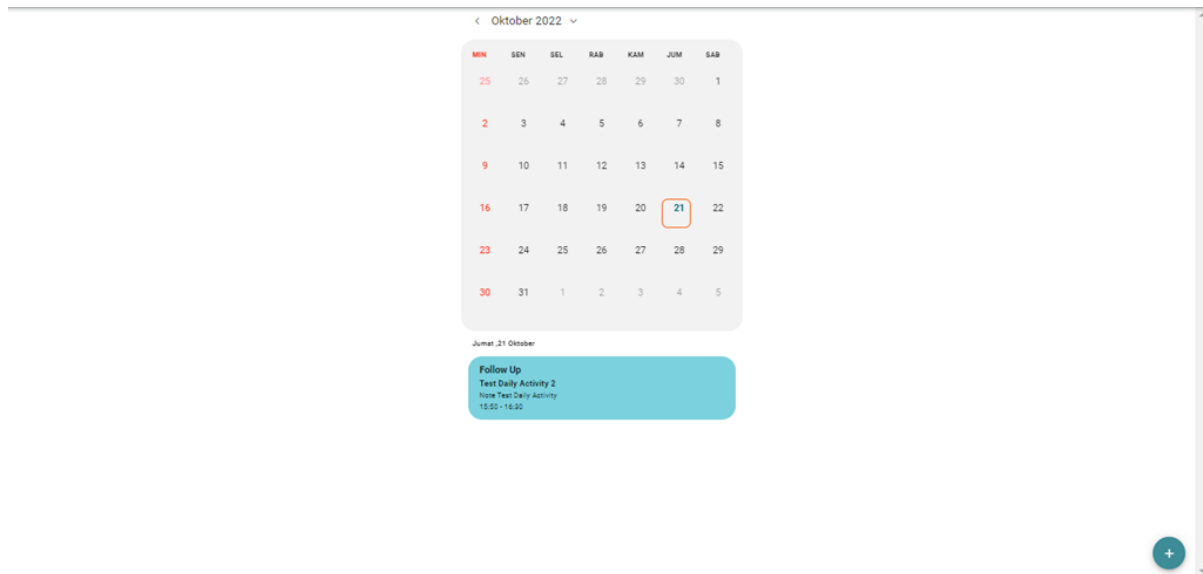 < Oktober 2022
MIN SEN SEL RAB KAM JUM SAB
25 26 27 28 29 30 1
2 3 4 5 6 7 8
9 10 11 12 13 14 15
16 17 18 19 20 21 22
23 24 25 26 27 28 29
30 31 1 2 3 4 5
Jumat ,21 Oktober
Follow Up
Test Daily Activity 2
Note Test Daily Activity
15:50 - 16:30
+